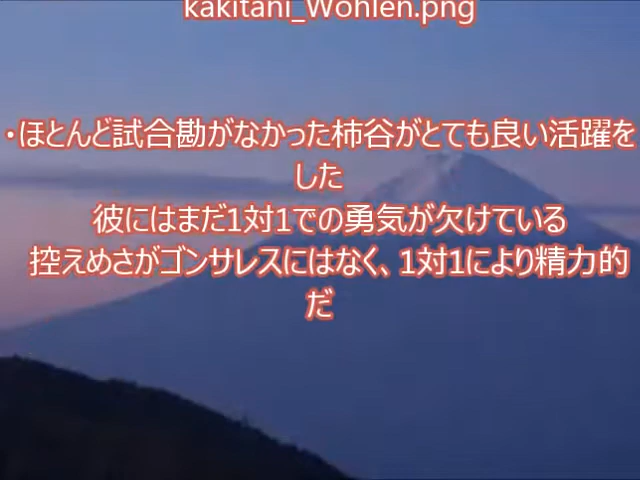 kakitani_Wohlen.png
・ほとんど試合勘がなかった柿谷がとても良い活躍を
した
彼にはまだ1対1での勇気が欠けている
控えめさがゴンサレスにはなく、1対1により精力的
だ